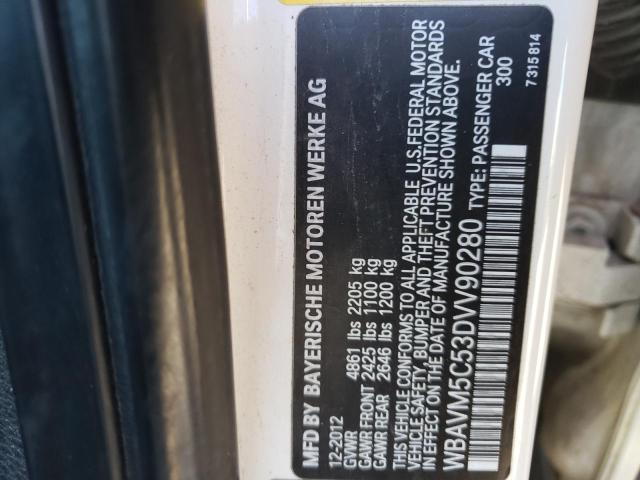 MFD BY BAYERISCHE MOTOREN WERKE AG
12-2012
GVWR 4861 lbs 2205 kg
GAWR FRONT 2425 lbs 1100 kg
GAWR REAR 2646 lbs 1200 kg
THIS VEHICLE CONFORMS TO ALL APPLICABLE U.S.FEDERAL MOTOR
VEHICLE SAFETY, BUMPER AND THEFT PREVENTION STANDARDS
IN EFFECT ON THE DATE OF MANUFACTURE SHOWN ABOVE.
WBAVM5C53DVV90280 TYPE: PASSENGER CAR
300
7315814